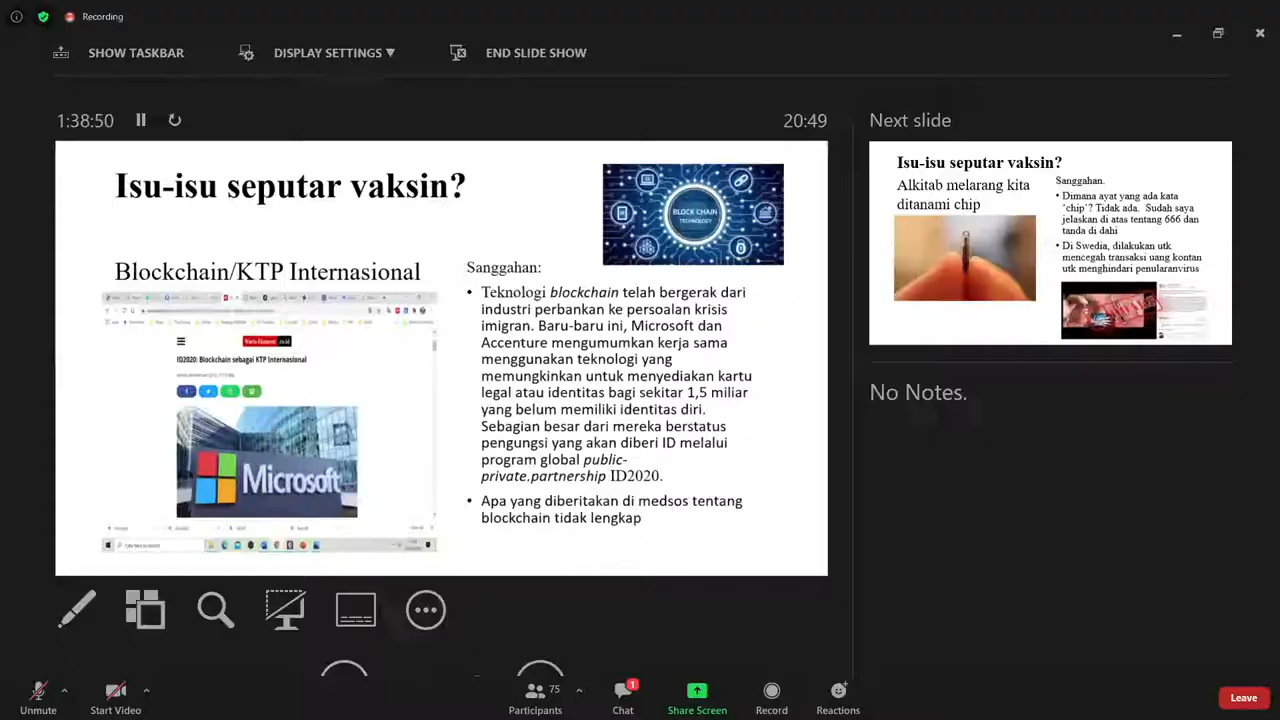 Recording
SHOW TASKBAR
DISPLAY SETTINGS ▼
END SLIDE SHOW
1:38:50
20:49
Isu-isu seputar vaksin?
BLOCK CHAIN
TECHNOLOGY
Blockchain/KTP Internasional
ID2020: Blockchain sebagai KTP Internasional
Microsoft
Sanggahan:
• Teknologi blockchain telah bergerak dari
industri perbankan ke persoalan krisis
imigran. Baru-baru ini, Microsoft dan
Accenture mengumumkan kerja sama
menggunakan teknologi yang
memungkinkan untuk menyediakan kartu
legal atau identitas bagi sekitar 1,5 miliar
yang belum memiliki identitas diri.
Sebagian besar dari mereka berstatus
pengungsi yang akan diberi ID melalui
program global public-
private.partnership ID2020.
• Apa yang diberitakan di medsos tentang
blockchain tidak lengkap
Next slide
Isu-isu seputar vaksin?
Alkitab melarang kita
ditanami chip
Sanggahan.
• Dimana ayat yang ada kata
'chip'? Tidak ada. Sudah saya
jelaskan di atas tentang 666 dan
tanda di dahi
• Di Swedia, dilakukan utk
mencegah transaksi uang kontan
utk menghindari penularanvirus
No Notes.
Unmute
Start Video
75
Participants
1
Chat
Share Screen
Record
Reactions
Leave